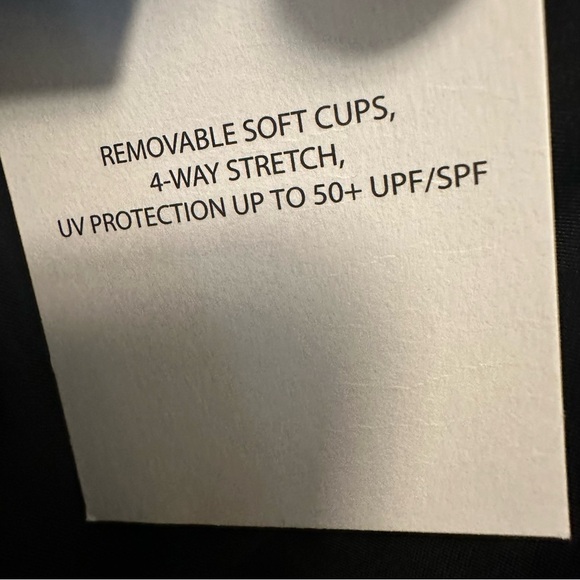 REMOVABLE SOFT CUPS,
4-WAY STRETCH,
UV PROTECTION UP TO 50+ UPF/SPF